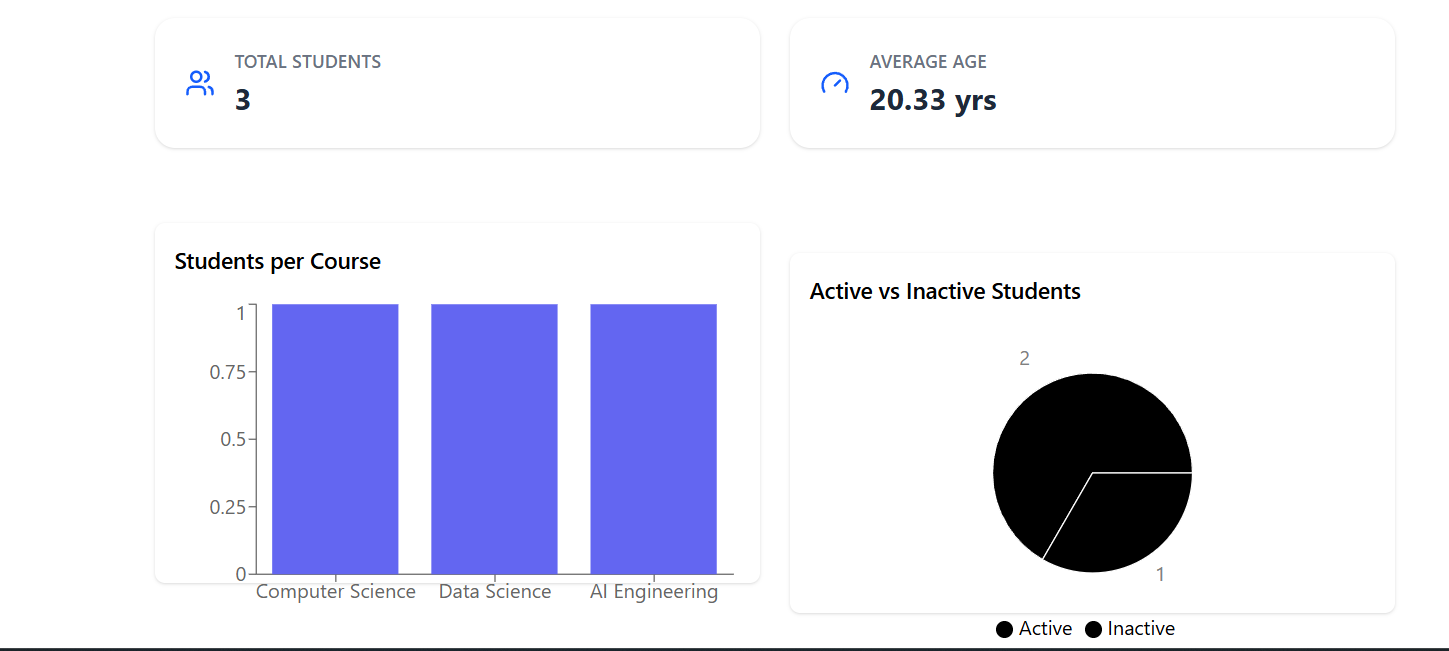 TOTAL STUDENTS
3
AVERAGE AGE
20.33 yrs
Students per Course
1
0.75
0.5
0.25
0
Computer Science
Data Science
AI Engineering
Active vs Inactive Students
2
1
Active
Inactive